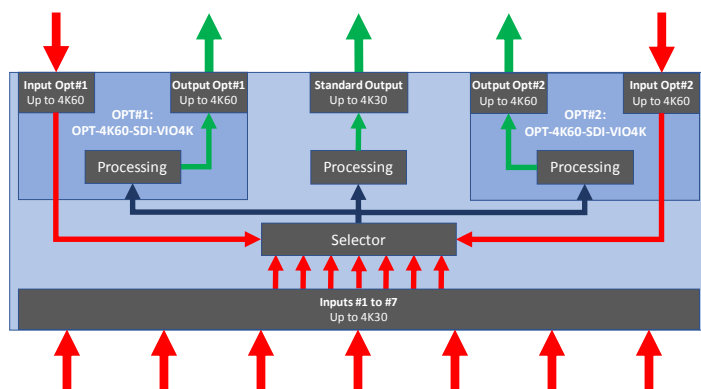 Input Opt#1
Up to 4K60
Output Opt#1
Up to 4K60
Standard Output
Up to 4K30
Output Opt#2
Up to 4K60
Input Opt#2
Up to 4K60
OPT#1:
OPT-4K60-SDI-VIO4K
OPT#2:
OPT-4K60-SDI-VIO4K
Processing
Processing
Processing
Selector
Inputs #1 to #7
Up to 4K30